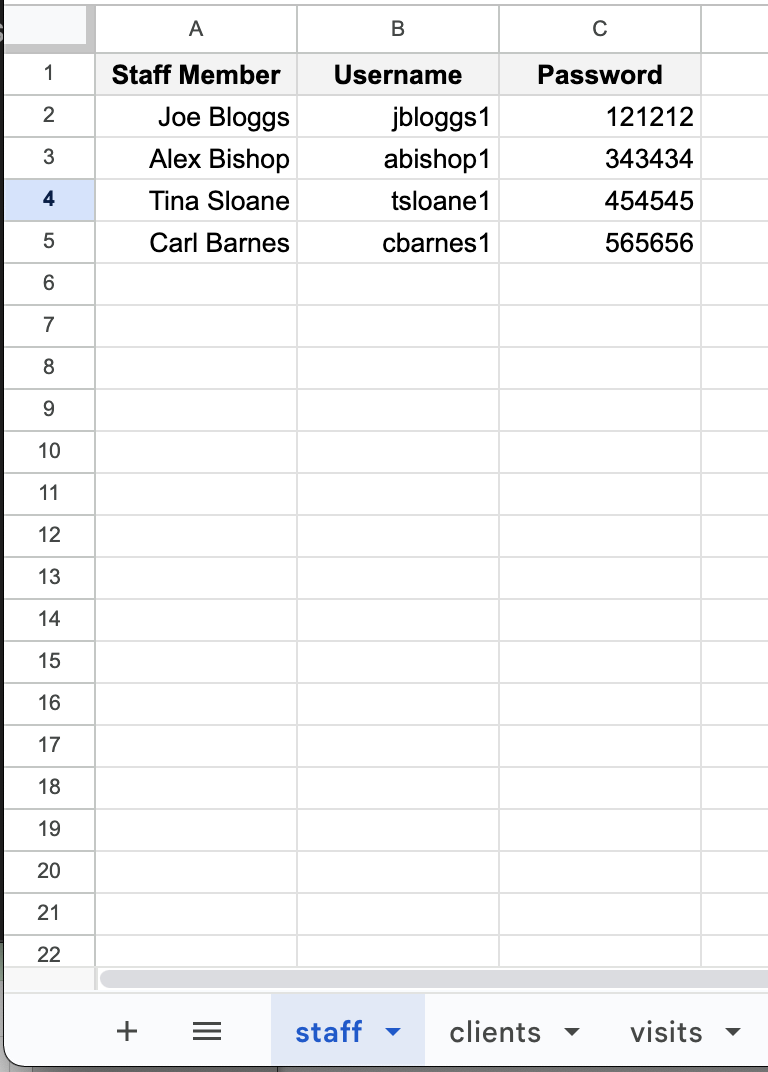 A B C
1 Staff Member Username Password
2 Joe Bloggs jbloggs1 121212
3 Alex Bishop abishop1 343434
4 Tina Sloane tsloane1 454545
5 Carl Barnes cbarnes1 565656
6
7
8
9
10
11
12
13
14
15
16
17
18
19
20
21
22
+ staff clients visits